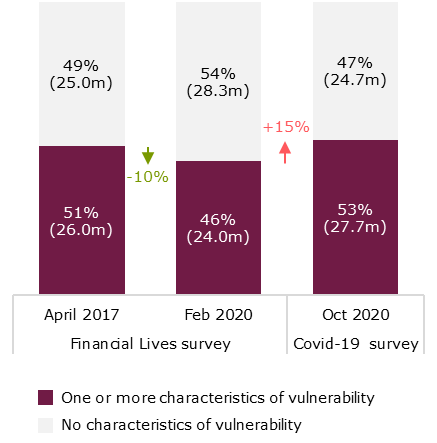 49%
(25.0m)
54%
(28.3m)
47%
(24.7m)
+15%
-10%
51%
(26.0m)
46%
(24.0m)
53%
(27.7m)
April 2017
Feb 2020
Oct 2020
Financial Lives survey
Covid-19 survey
One or more characteristics of vulnerability
No characteristics of vulnerability